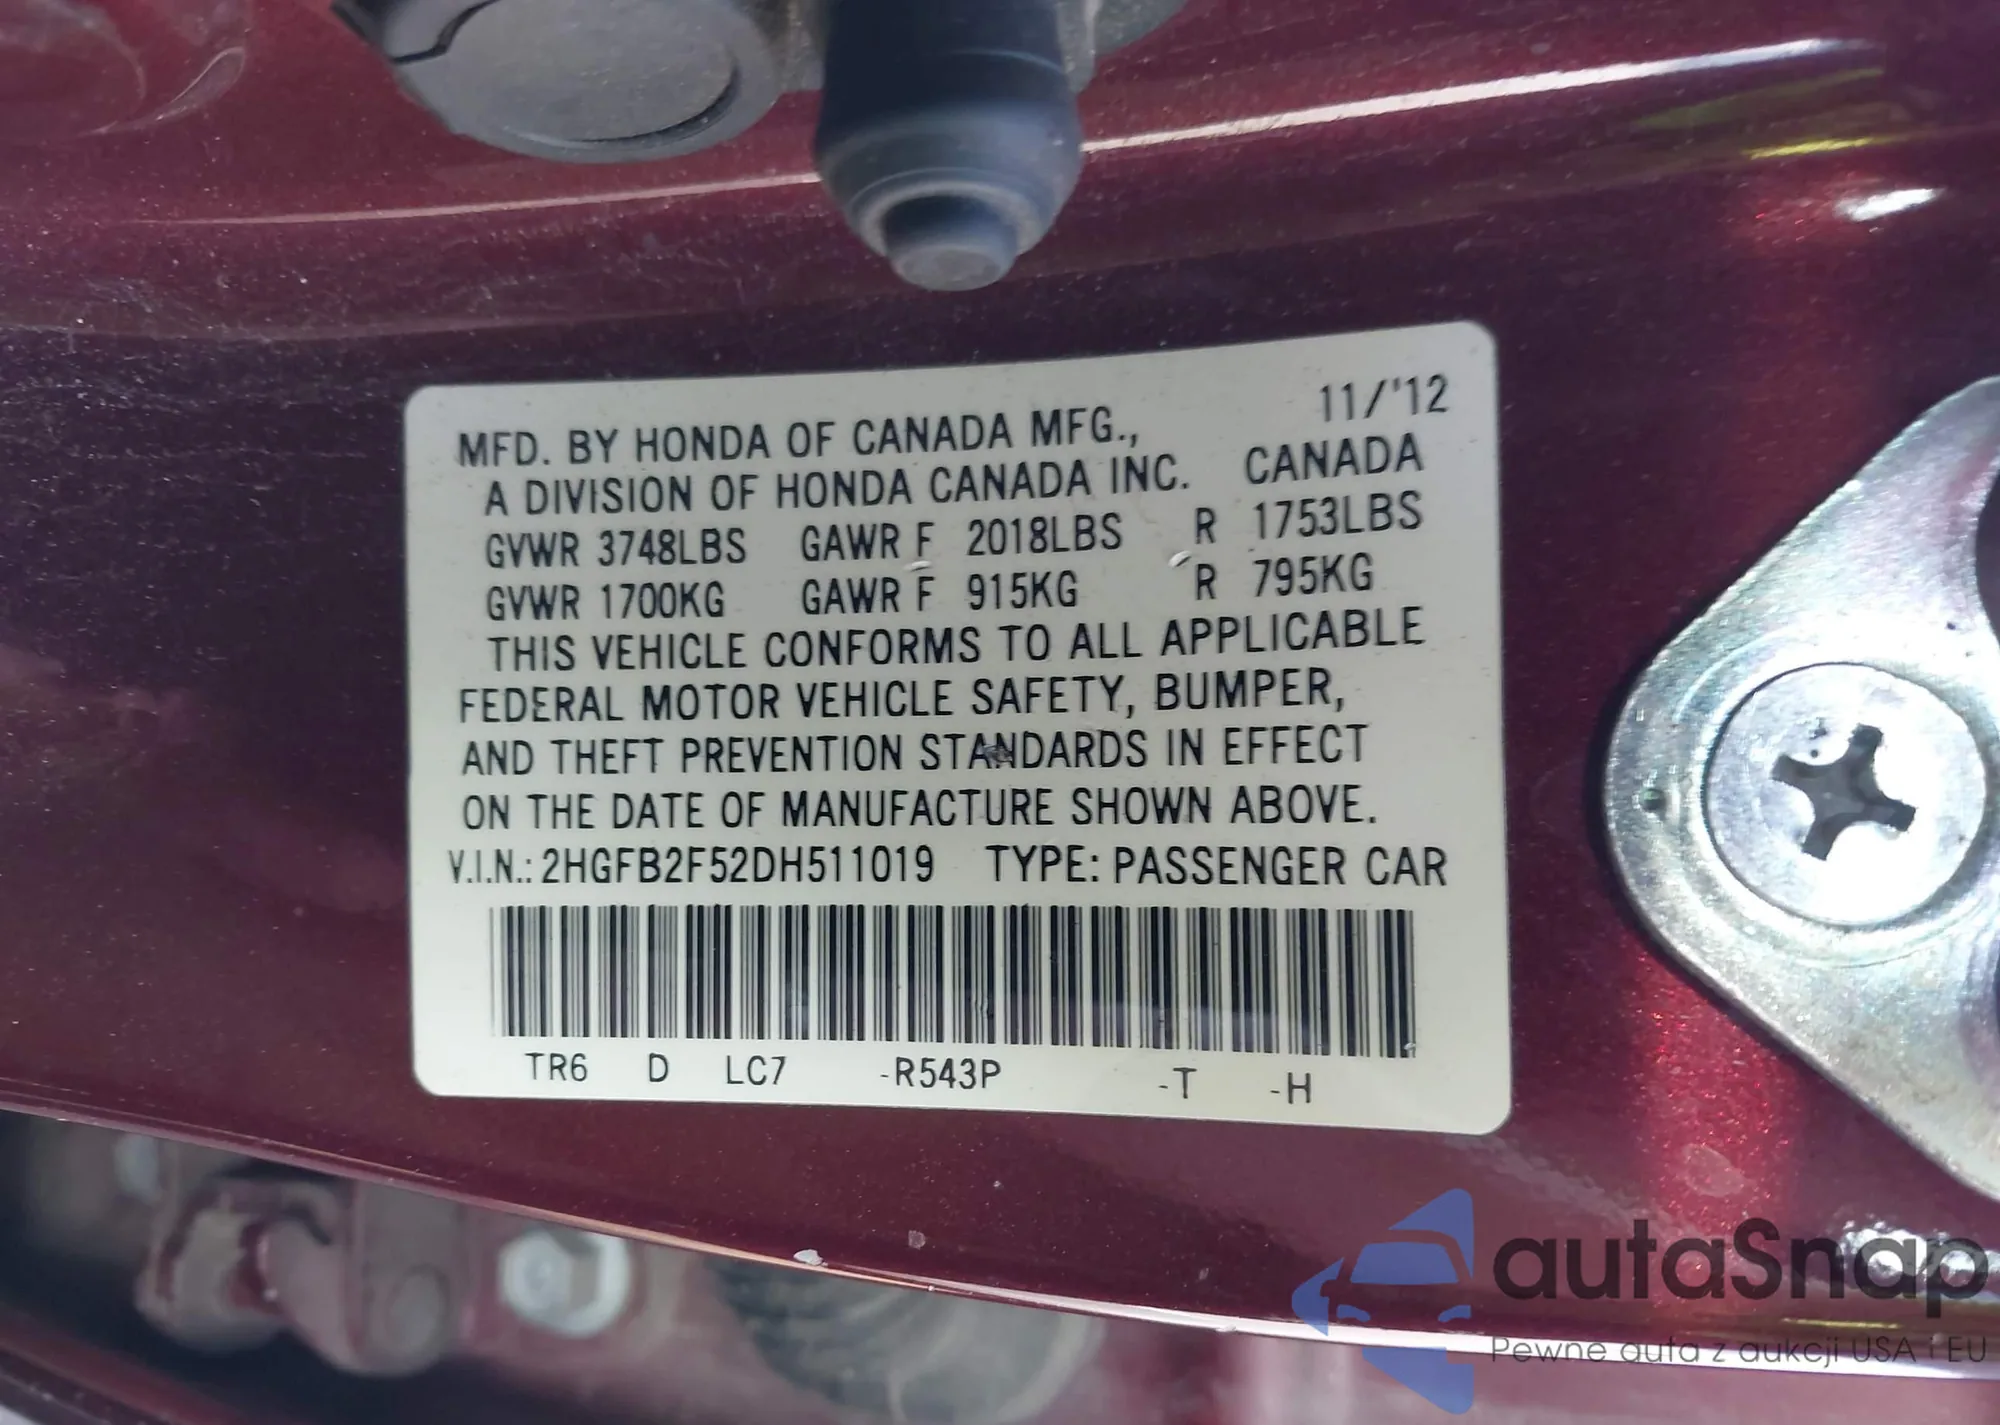 11/'12
MFD. BY HONDA OF CANADA MFG.,
A DIVISION OF HONDA CANADA INC. CANADA
GVWR 3748LBS GAWR F 2018LBS R 1753LBS
GVWR 1700KG GAWR F 915KG R 795KG
THIS VEHICLE CONFORMS TO ALL APPLICABLE
FEDERAL MOTOR VEHICLE SAFETY, BUMPER,
AND THEFT PREVENTION STANDARDS IN EFFECT
ON THE DATE OF MANUFACTURE SHOWN ABOVE.
V.I.N.: 2HGFB2F52DH511019 TYPE: PASSENGER CAR
TR6 D LC7 -R543P -T -H
autaSnap
Pewne auta z aukcji USA i EU